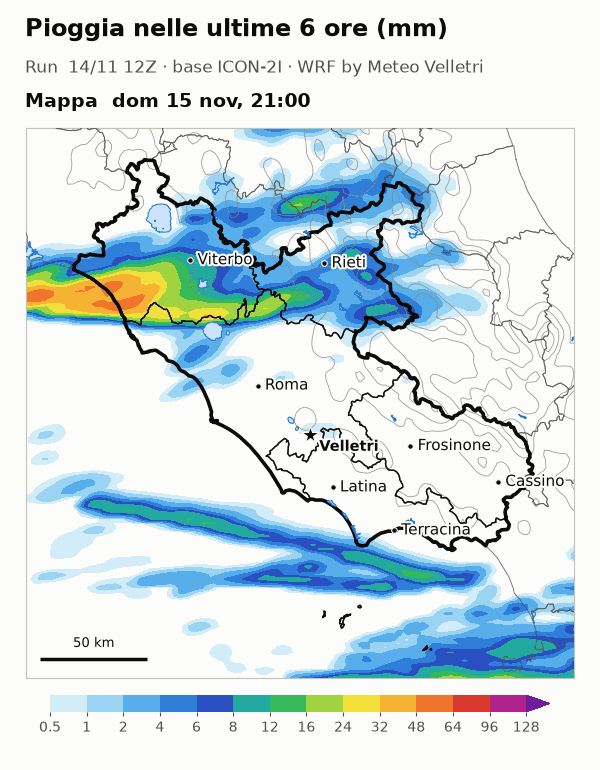 Pioggia nelle ultime 6 ore (mm)
Run  14/11 12Z · base ICON-2I · WRF by Meteo Velletri
Mappa  dom 15 nov, 21:00
Viterbo
Rieti
Roma
Velletri
Frosinone
Latina
Cassino
Terracina
50 km
0.5 1 2 4 6 8 12 16 24 32 48 64 96 128